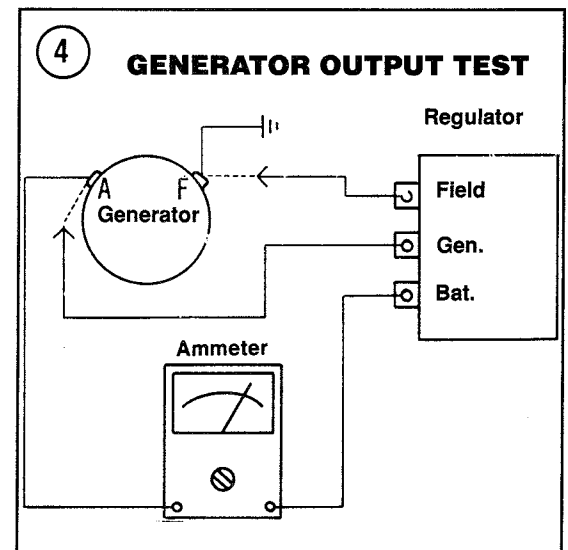 4
GENERATOR OUTPUT TEST
Regulator
A
F
Generator
Field
Gen.
Bat.
Ammeter